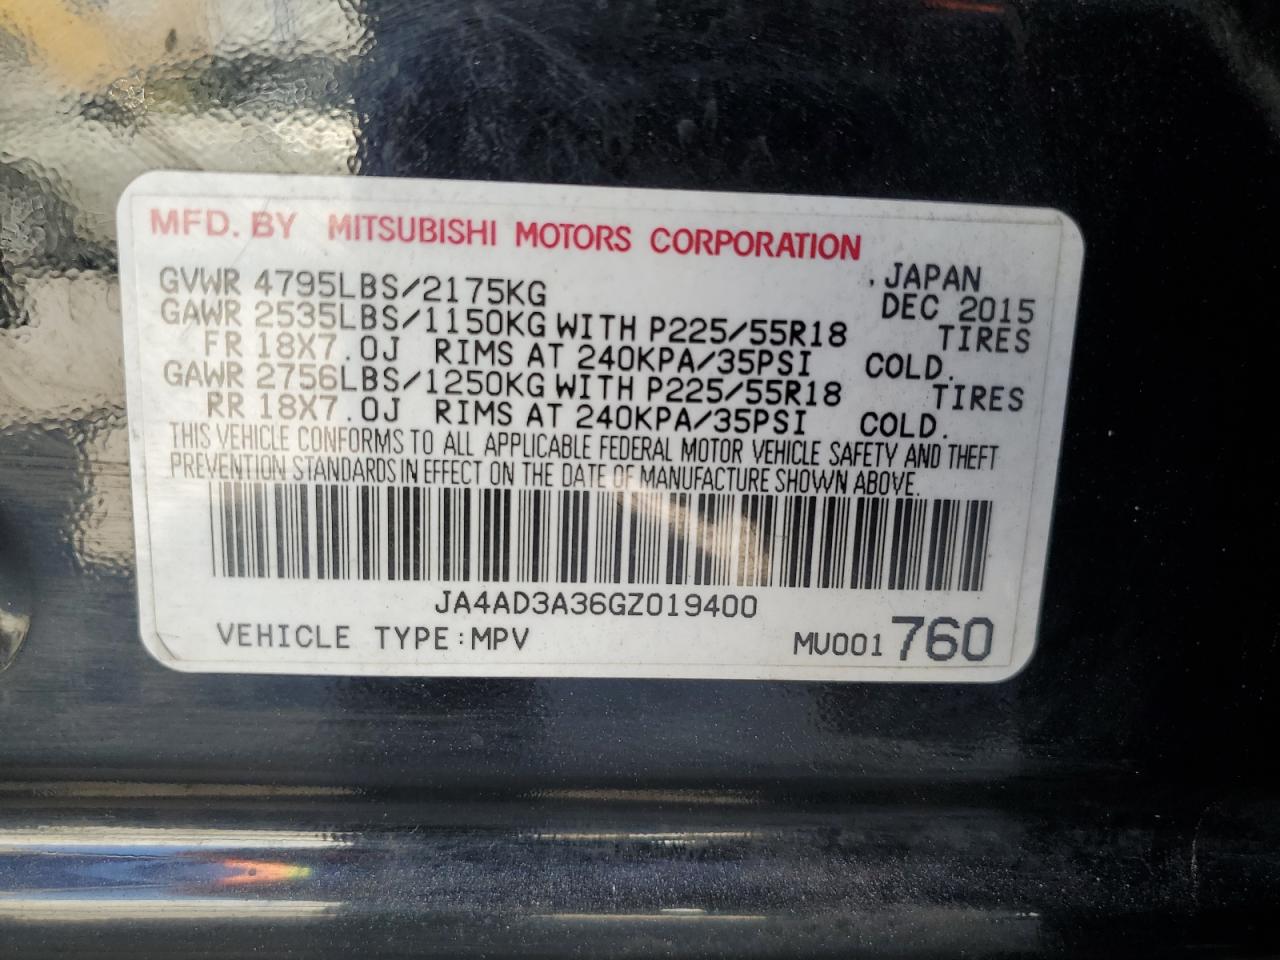 MFD. BY MITSUBISHI MOTORS CORPORATION
GVWR 4795LBS/2175KG , JAPAN
DEC 2015
GAWR 2535LBS/1150KG WITH P225/55R18 TIRES
FR 18X7.0J RIMS AT 240KPA/35PSI COLD.
GAWR 2756LBS/1250KG WITH P225/55R18 TIRES
RR 18X7.0J RIMS AT 240KPA/35PSI COLD.
THIS VEHICLE CONFORMS TO ALL APPLICABLE FEDERAL MOTOR VEHICLE SAFETY AND THEFT
PREVENTION STANDARDS IN EFFECT ON THE DATE OF MANUFACTURE SHOWN ABOVE.
JA4AD3A36GZ019400
VEHICLE TYPE:MPV MU001 760